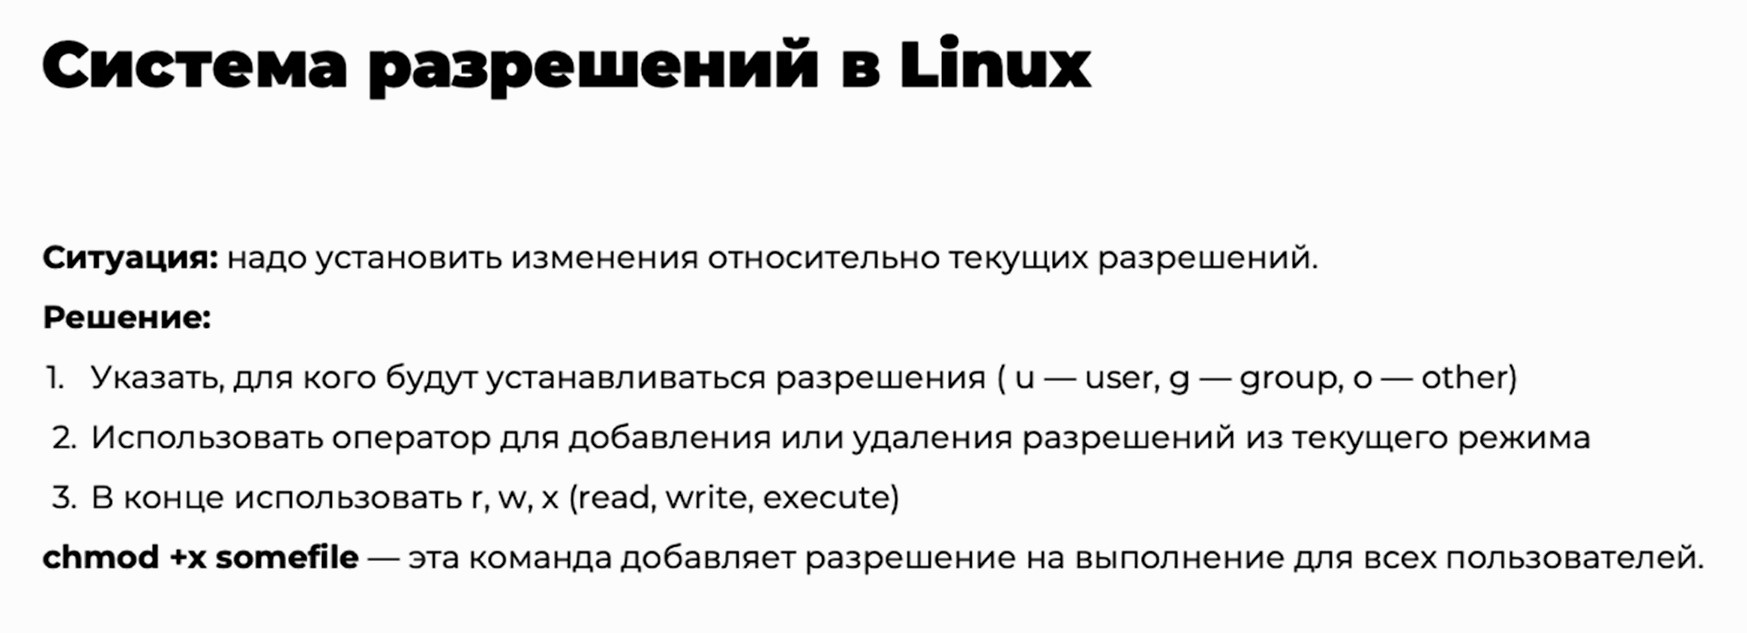 Система разрешений в Linux
Ситуация: надо установить изменения относительно текущих разрешений.
Решение:
1. Указать, для кого будут устанавливаться разрешения ( u — user, g — group, o — other)
2. Использовать оператор для добавления или удаления разрешений из текущего режима
3. В конце использовать r, w, x (read, write, execute)
chmod +x somefile — эта команда добавляет разрешение на выполнение для всех пользователей.